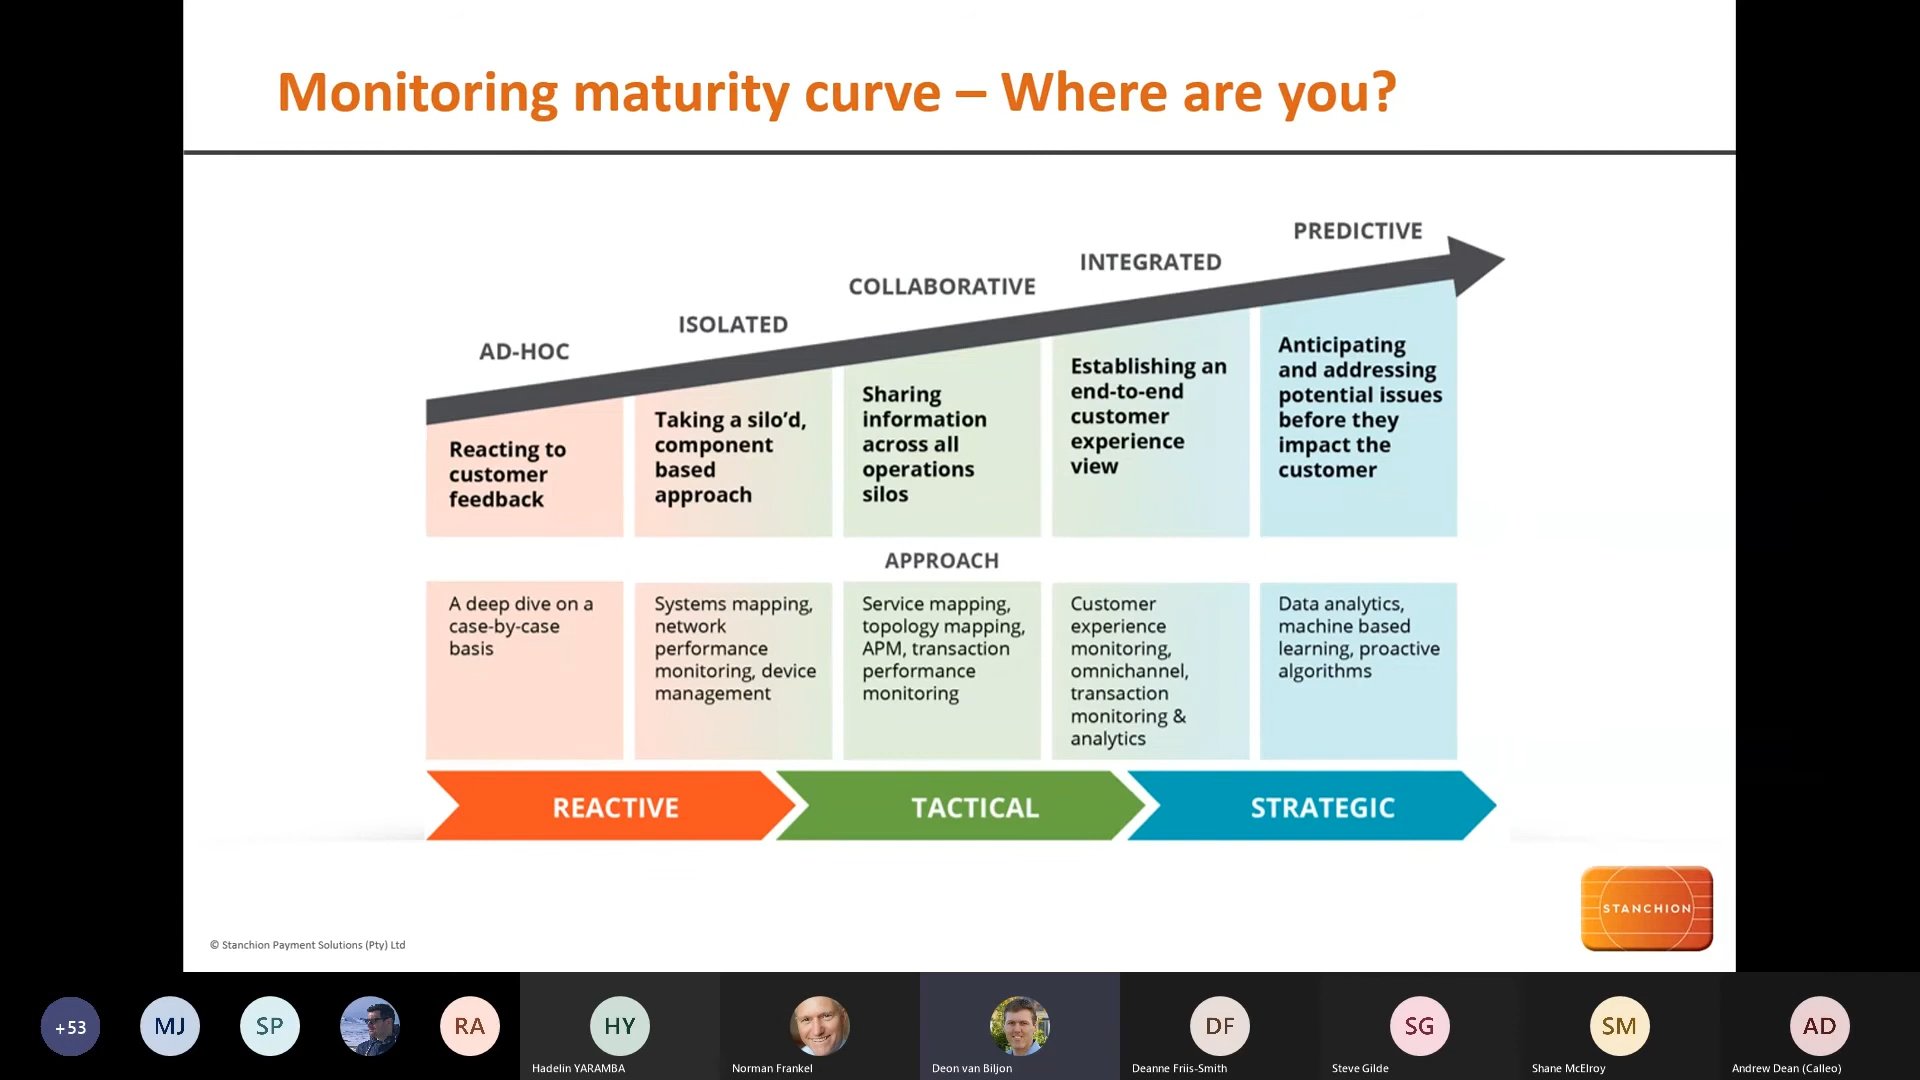 Monitoring maturity curve – Where are you?
PREDICTIVE
INTEGRATED
COLLABORATIVE
ISOLATED
AD-HOC
Reacting to
customer
feedback
Taking a silo’d,
component
based
approach
Sharing
information
across all
operations
silos
Establishing an
end-to-end
customer
experience
view
Anticipating
and addressing
potential issues
before they
impact the
customer
APPROACH
A deep dive on a
case-by-case
basis
Systems mapping,
network
performance
monitoring, device
management
Service mapping,
topology mapping,
APM, transaction
performance
monitoring
Customer
experience
monitoring,
omnichannel,
transaction
monitoring &
analytics
Data analytics,
machine based
learning, proactive
algorithms
REACTIVE
TACTICAL
STRATEGIC
STANCHION
© Stanchion Payment Solutions (Pty) Ltd
+53
MJ
SP
RA
HY
DF
SG
SM
AD
Hadelin YARAMBA
Norman Frankel
Deon van Biljon
Deanne Friis-Smith
Steve Gilde
Shane McElroy
Andrew Dean (Calleo)